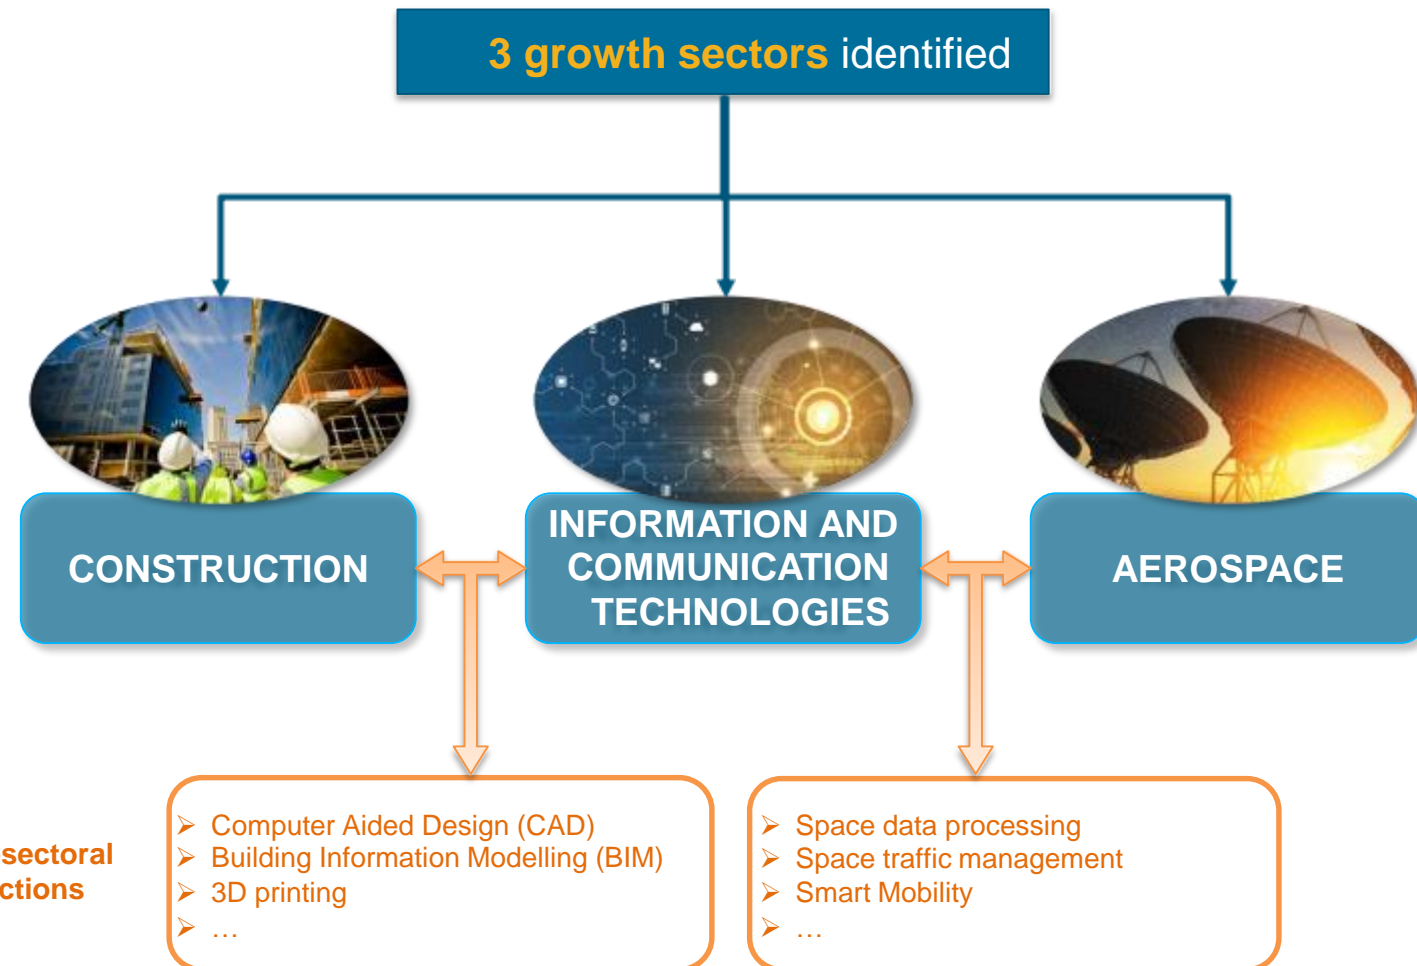 3 growth sectors identified
CONSTRUCTION
INFORMATION AND
COMMUNICATION
TECHNOLOGIES
AEROSPACE
sectoral
ctions
➢ Computer Aided Design (CAD)
➢ Building Information Modelling (BIM)
➢ 3D printing
➢ …
➢ Space data processing
➢ Space traffic management
➢ Smart Mobility
➢ …